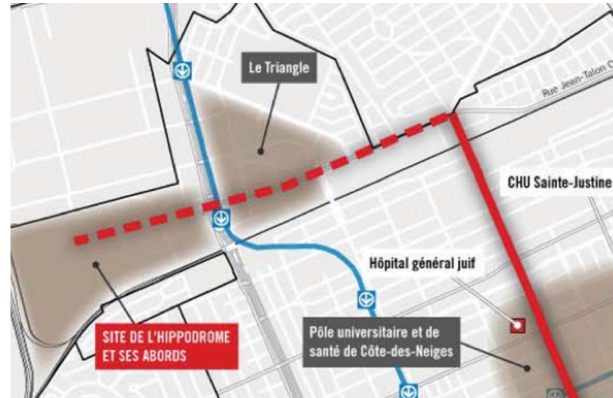 Le Triangle
Rue Jean-Talon O
CHU Sainte-Justine
Hôpital général juif
SITE DE L'HIPPODROME
ET SES ABORDS
Pôle universitaire et de
santé de Côte-des-Neiges